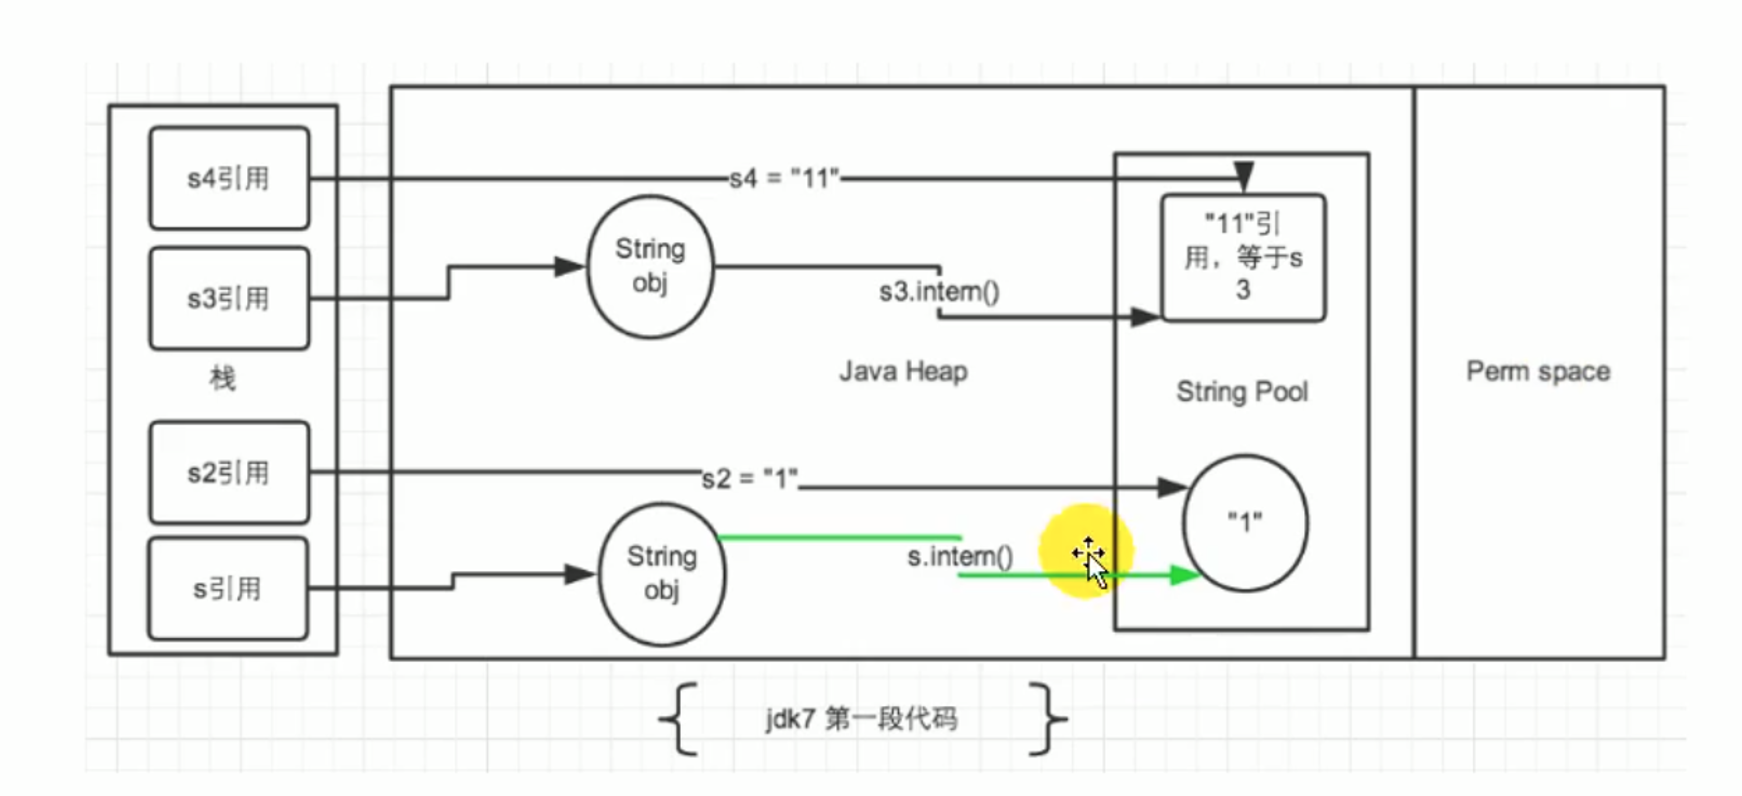 s4引用
s4 = "11"
"11"引
用，等于s
3
String
obj
s3引用
s3.intern()
栈
Java Heap
String Pool
Perm space
s2引用
s2 = "1"
"1"
String
obj
s.intern()
s引用
jdk7 第一段代码